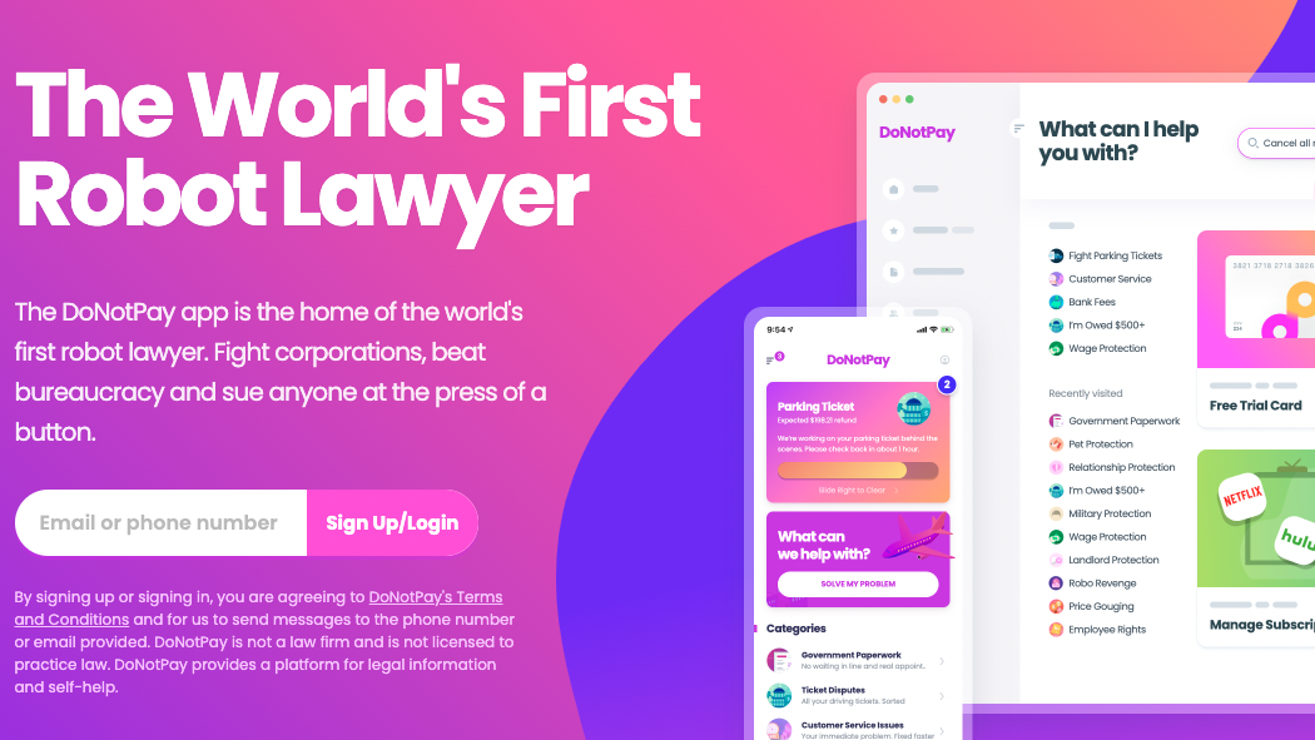 The World's First
Robot Lawyer
The DoNotPay app is the home of the world's
first robot lawyer. Fight corporations, beat
bureaucracy and sue anyone at the press of a
button.
Email or phone number
Sign Up/Login
By signing up or signing in, you are agreeing to DoNotPay's Terms
and Conditions and for us to send messages to the phone number
or email provided. DoNotPay is not a law firm and is not licensed to
practice law. DoNotPay provides a platform for legal information
and self-help.
DoNotPay
What can I help
you with?
Cancel all
Fight Parking Tickets
Customer Service
Bank Fees
I'm Owed $500+
Wage Protection
Recently visited
Government Paperwork
Pet Protection
Relationship Protection
I'm Owed $500+
Military Protection
Wage Protection
Landlord Protection
Robo Revenge
Price Gouging
Employee Rights
3821 3718 2718 3826
Free Trial Card
NETFLIX
hulu
Manage
9:54
3
DoNotPay
2
Parking Ticket
Expected $198.21 refund
We're working on your parking ticket behind the
scenes. Please check back in about 1 hour.
Slide Right to Clear
What can
we help with?
SOLVE MY PROBLEM
Categories
Government Paperwork
No waiting in line and real appoint..
Ticket Disputes
All your driving tickets. Sorted
Customer Service Issues
Your immediate problem. Fixed faster